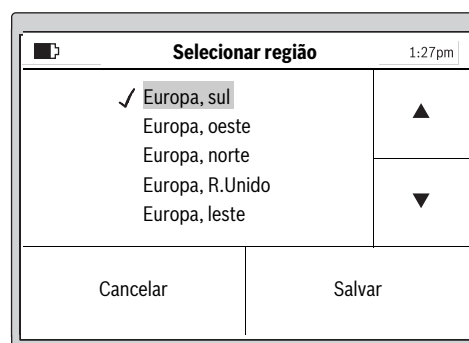 Selecionar região 1:27pm
Europa, sul
Europa, oeste
Europa, norte
Europa, R.Unido
Europa, leste
Cancelar Salvar